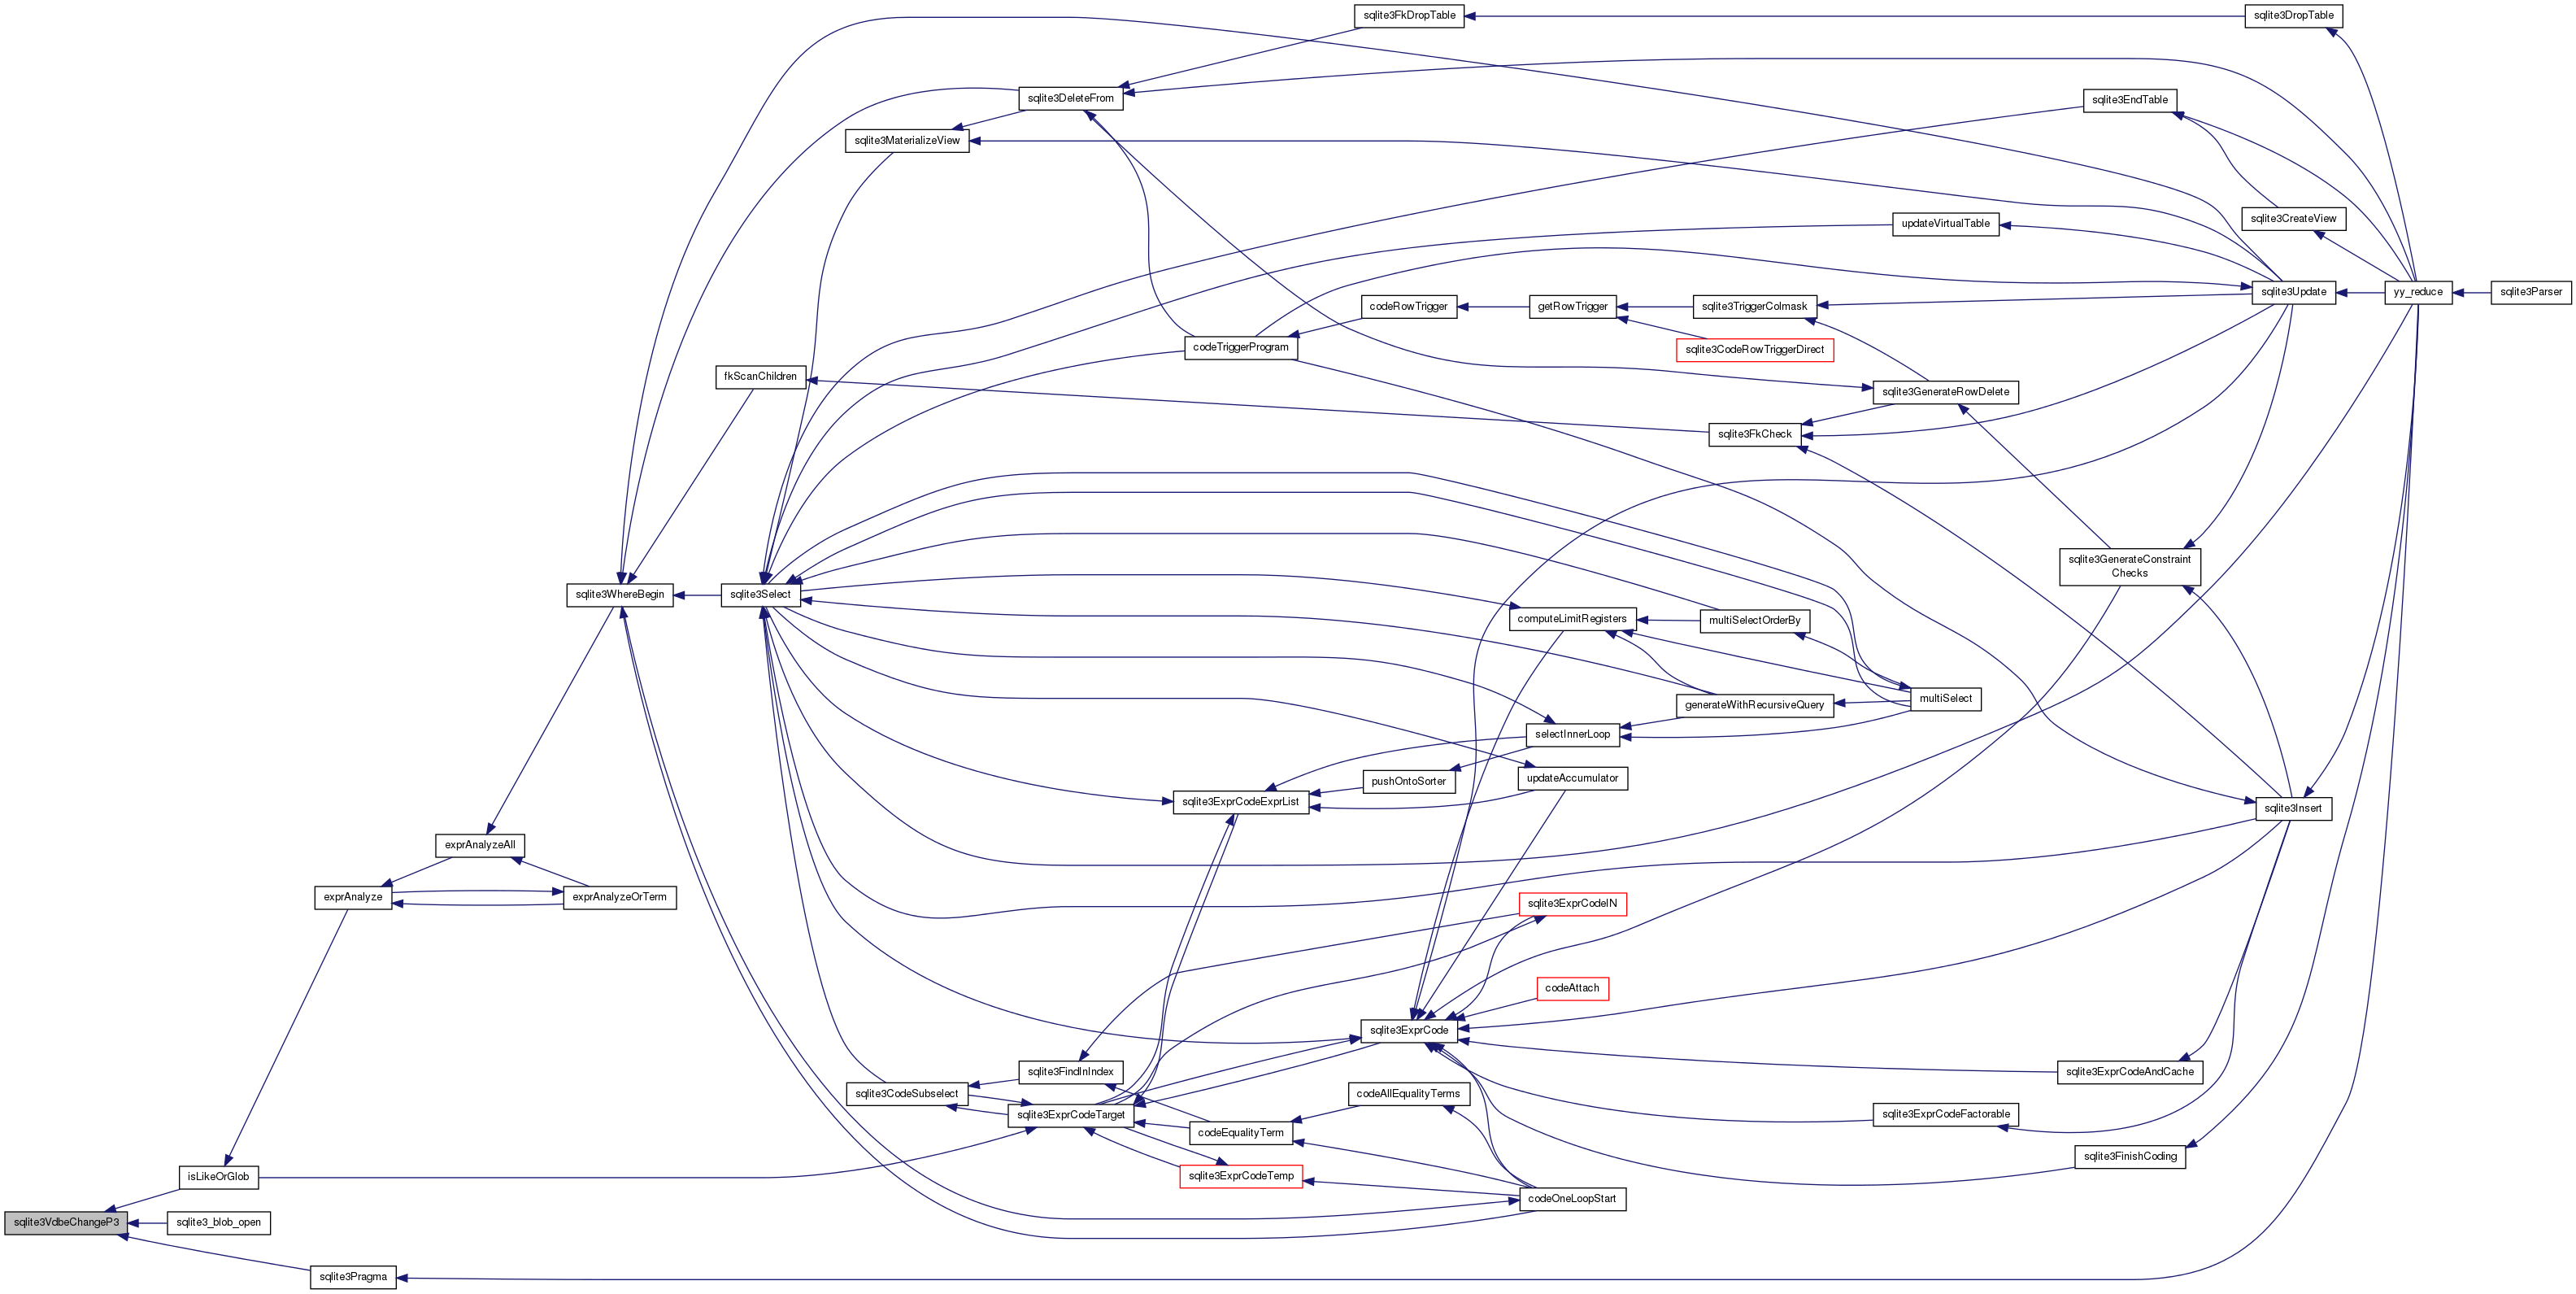 sqlite3FkDropTable
sqlite3DropTable
sqlite3DeleteFrom
sqlite3EndTable
sqlite3MaterializeView
sqlite3CreateView
updateVirtualTable
sqlite3Update
yy_reduce
sqlite3Parser
codeRowTrigger
getRowTrigger
sqlite3TriggerColmask
codeTriggerProgram
sqlite3CodeRowTriggerDirect
fkScanChildren
sqlite3GenerateRowDelete
sqlite3FkCheck
sqlite3GenerateConstraint
Checks
sqlite3WhereBegin
sqlite3Select
computeLimitRegisters
multiSelectOrderBy
multiSelect
generateWithRecursiveQuery
selectInnerLoop
pushOntoSorter
updateAccumulator
sqlite3ExprCodeExprList
sqlite3Insert
exprAnalyzeAll
exprAnalyze
exprAnalyzeOrTerm
sqlite3ExprCodeIN
codeAttach
sqlite3ExprCode
sqlite3FindInIndex
sqlite3ExprCodeAndCache
sqlite3CodeSubselect
codeAllEqualityTerms
sqlite3ExprCodeTarget
sqlite3ExprCodeFactorable
codeEqualityTerm
sqlite3FinishCoding
isLikeOrGlob
sqlite3ExprCodeTemp
codeOneLoopStart
sqlite3VdbeChangeP3
sqlite3_blob_open
sqlite3Pragma